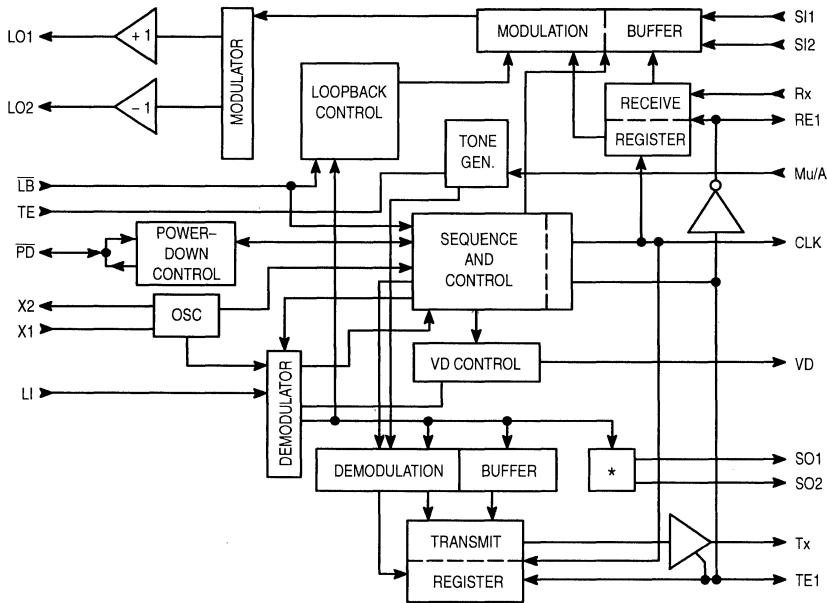 LO1
+ 1
LO2
– 1
MODULATOR
LOOPBACK
CONTROL
MODULATION
BUFFER
SI1
SI2
RECEIVE
REGISTER
Rx
RE1
TONE
GEN.
Mu/A
L̅B̅
TE
P̅D̅
POWER–
DOWN
CONTROL
SEQUENCE
AND
CONTROL
CLK
X2
X1
OSC
LI
DEMODULATOR
VD CONTROL
VD
DEMODULATION
BUFFER
*
SO1
SO2
TRANSMIT
REGISTER
Tx
TE1